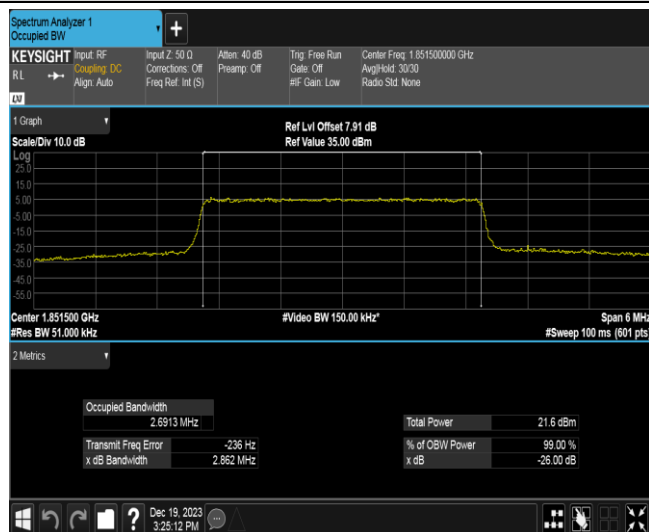 Spectrum Analyzer 1
Occupied BW
KEYSIGHT Input: RF Input Z: 50 Ω Atten: 40 dB Trig: Free Run Center Freq: 1.851500000 GHz
RL Coupling: DC Corrections: Off Preamp: Off Gate: Off Avg|Hold: 30/30
Align: Auto Freq Ref: Int (S) #IF Gain: Low Radio Std: None
LXI
1 Graph
Ref Lvl Offset 7.91 dB
Scale/Div 10.0 dB Ref Value 35.00 dBm
Log
25.0
15.0
5.00
-5.00
-15.0
-25.0
-35.0
-45.0
-55.0
Center 1.851500 GHz #Video BW 150.00 kHz* Span 6 MHz
#Res BW 51.000 kHz #Sweep 100 ms (601 pts)
2 Metrics
Occupied Bandwidth
2.6913 MHz Total Power 21.6 dBm
Transmit Freq Error -236 Hz % of OBW Power 99.00 %
x dB Bandwidth 2.862 MHz x dB -26.00 dB
? Dec 19, 2023
3:25:12 PM